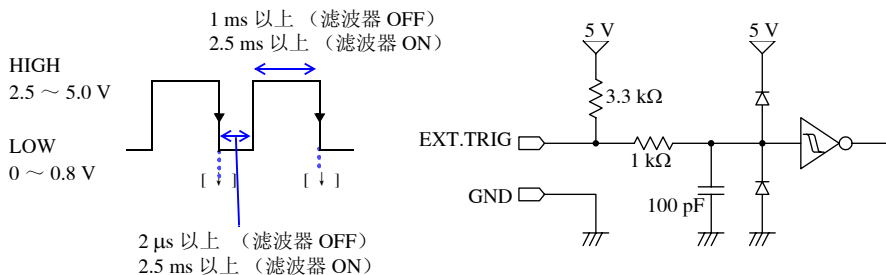 1 ms 以上 （滤波器 OFF）
2.5 ms 以上 （滤波器 ON）
HIGH
2.5 ～ 5.0 V
LOW
0 ～ 0.8 V
[ ↓ ]
[ ↓ ]
2 μs 以上 （滤波器 OFF）
2.5 ms 以上 （滤波器 ON）
5 V
5 V
3.3 kΩ
EXT.TRIG
1 kΩ
GND
100 pF